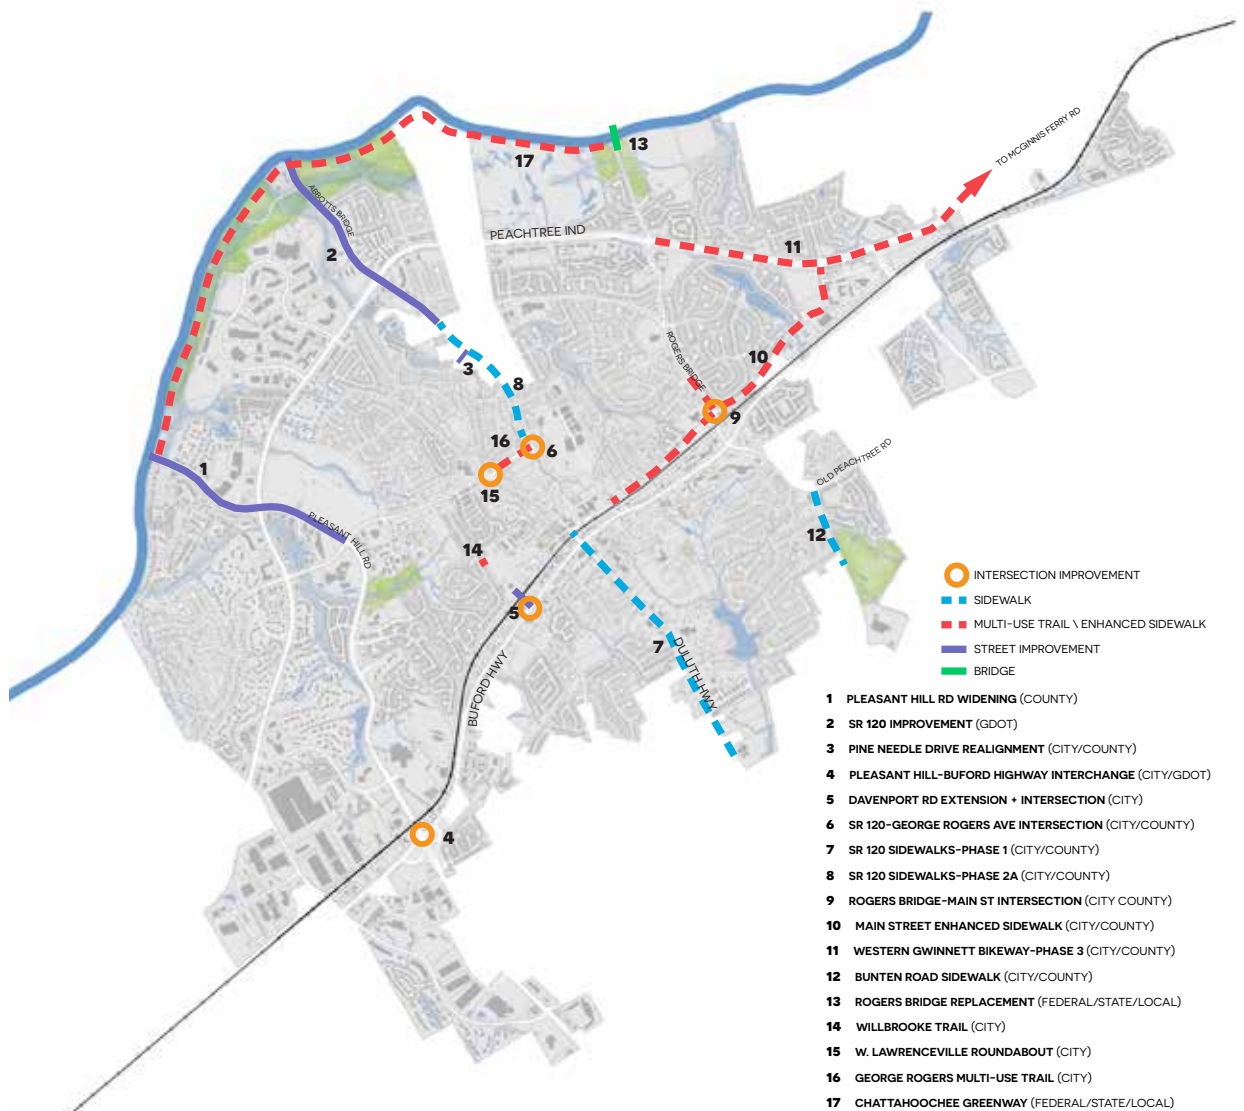 TO MCGINNIS FERRY RD
13
17
ABBOTTS BRIDGE
PEACHTREE IND
2
11
ROGERS BRIDGE
10
3
8
9
16
6
OLD PEACHTREE RD
1
15
PLEASANT HILL RD
12
14
5
7
DULUTH HWY
BUFORD HWY
4
INTERSECTION IMPROVEMENT
SIDEWALK
MULTI-USE TRAIL \ ENHANCED SIDEWALK
STREET IMPROVEMENT
BRIDGE
1 PLEASANT HILL RD WIDENING (COUNTY)
2 SR 120 IMPROVEMENT (GDOT)
3 PINE NEEDLE DRIVE REALIGNMENT (CITY/COUNTY)
4 PLEASANT HILL-BUFORD HIGHWAY INTERCHANGE (CITY/GDOT)
5 DAVENPORT RD EXTENSION + INTERSECTION (CITY)
6 SR 120-GEORGE ROGERS AVE INTERSECTION (CITY/COUNTY)
7 SR 120 SIDEWALKS-PHASE 1 (CITY/COUNTY)
8 SR 120 SIDEWALKS-PHASE 2A (CITY/COUNTY)
9 ROGERS BRIDGE-MAIN ST INTERSECTION (CITY COUNTY)
10 MAIN STREET ENHANCED SIDEWALK (CITY/COUNTY)
11 WESTERN GWINNETT BIKEWAY-PHASE 3 (CITY/COUNTY)
12 BUNTEN ROAD SIDEWALK (CITY/COUNTY)
13 ROGERS BRIDGE REPLACEMENT (FEDERAL/STATE/LOCAL)
14 WILLBROOKE TRAIL (CITY)
15 W. LAWRENCEVILLE ROUNDABOUT (CITY)
16 GEORGE ROGERS MULTI-USE TRAIL (CITY)
17 CHATTAHOOCHEE GREENWAY (FEDERAL/STATE/LOCAL)